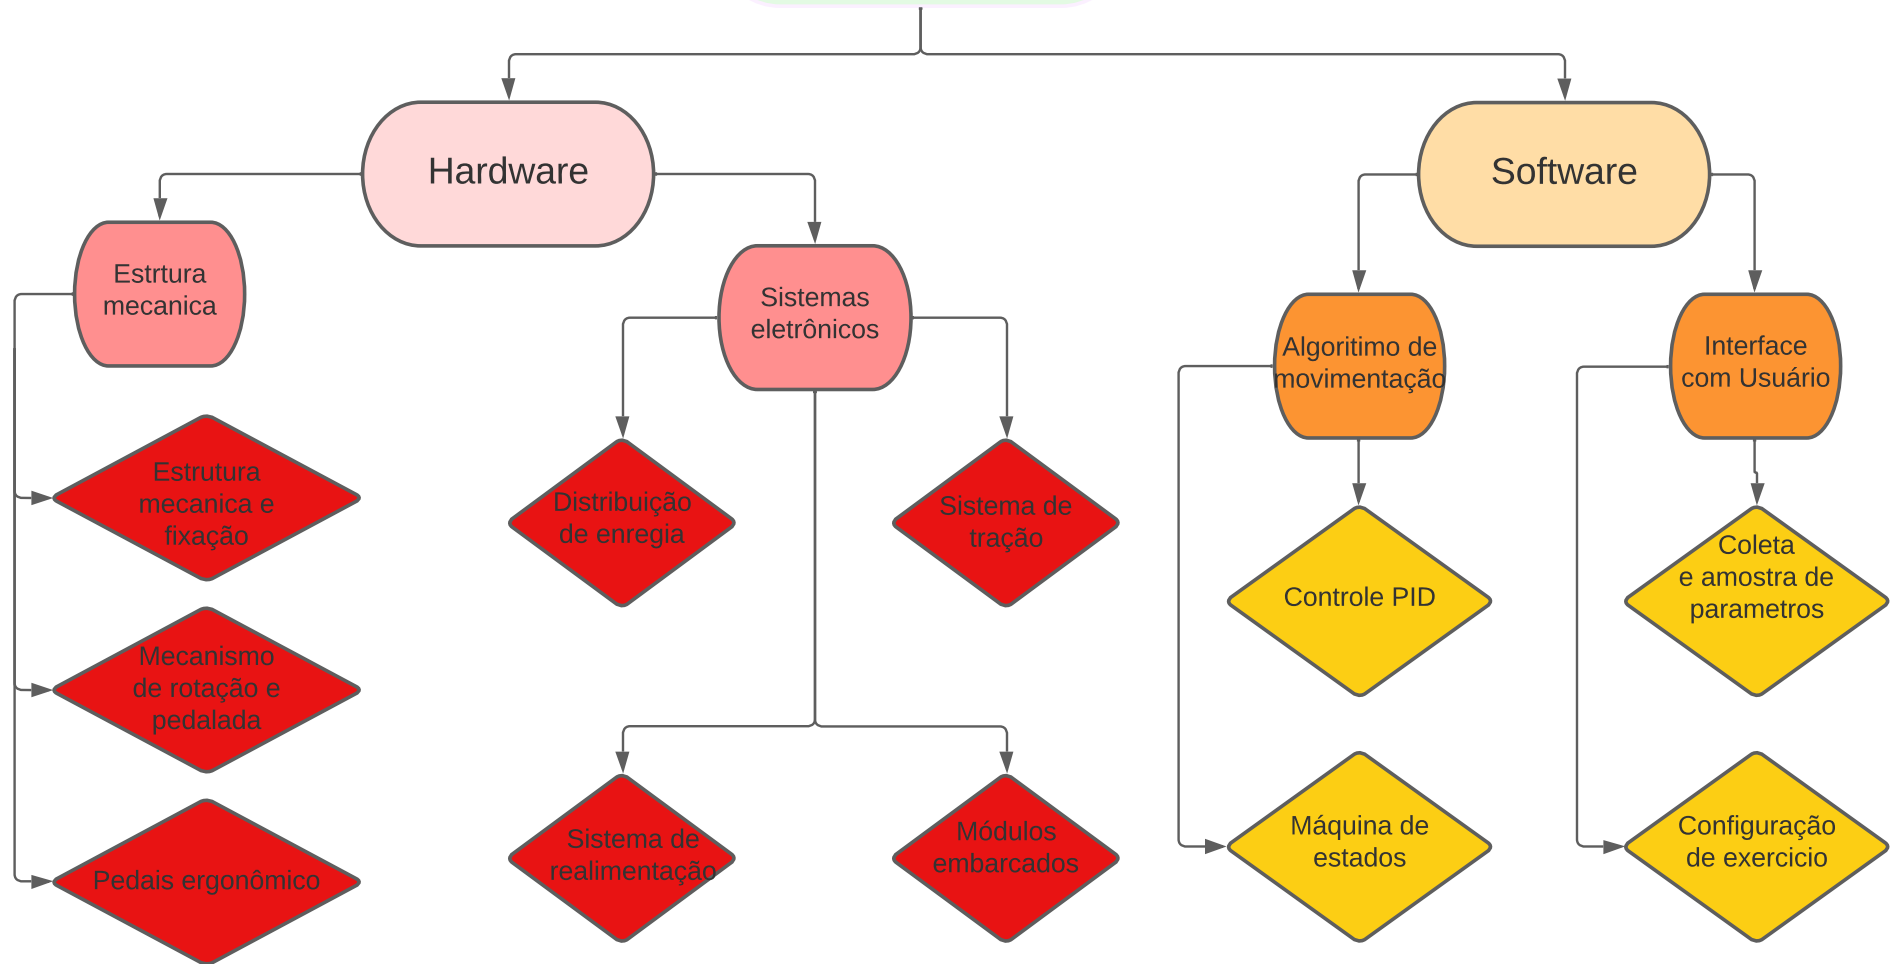 Hardware
Software
Estrtura
mecanica
Sistemas
eletrônicos
Algoritimo de
movimentação
Interface
com Usuário
Estrutura
mecanica e
fixação
Distribuição
de enregia
Sistema de
tração
Controle PID
Coleta
e amostra de
parametros
Mecanismo
de rotação e
pedalada
Pedais ergonômico
Sistema de
realimentação
Módulos
embarcados
Máquina de
estados
Configuração
de exercicio